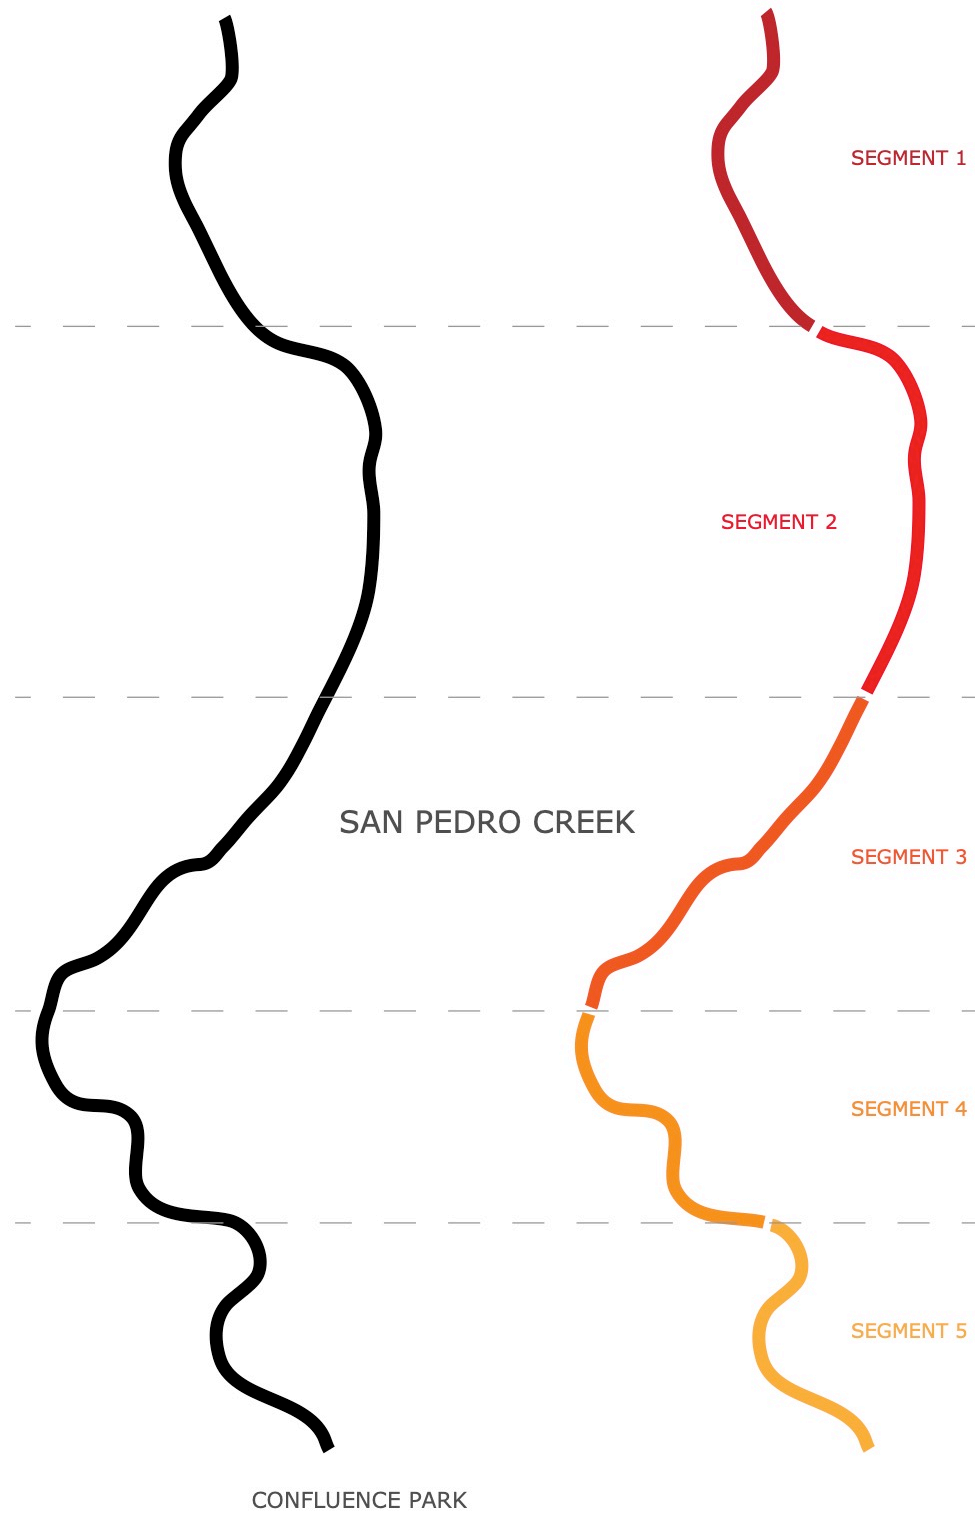 SEGMENT 1
SEGMENT 2
SAN PEDRO CREEK
SEGMENT 3
SEGMENT 4
SEGMENT 5
CONFLUENCE PARK